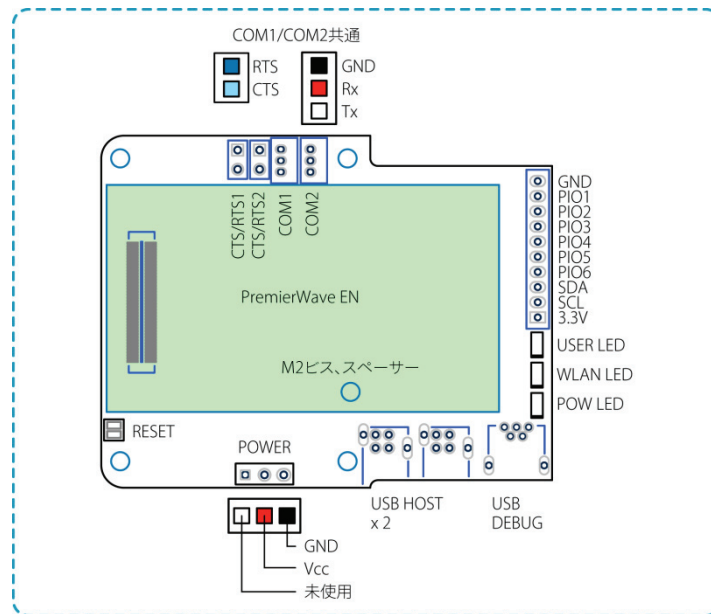 COM1/COM2共通
RTS
CTS
GND
Rx
Tx
CTS/RTS1
CTS/RTS2
COM1
COM2
GND
PIO1
PIO2
PIO3
PIO4
PIO5
PIO6
SDA
SCL
3.3V
PremierWave EN
M2ビス、スペーサー
USER LED
WLAN LED
POW LED
RESET
POWER
USB HOST
x 2
USB
DEBUG
GND
Vcc
未使用